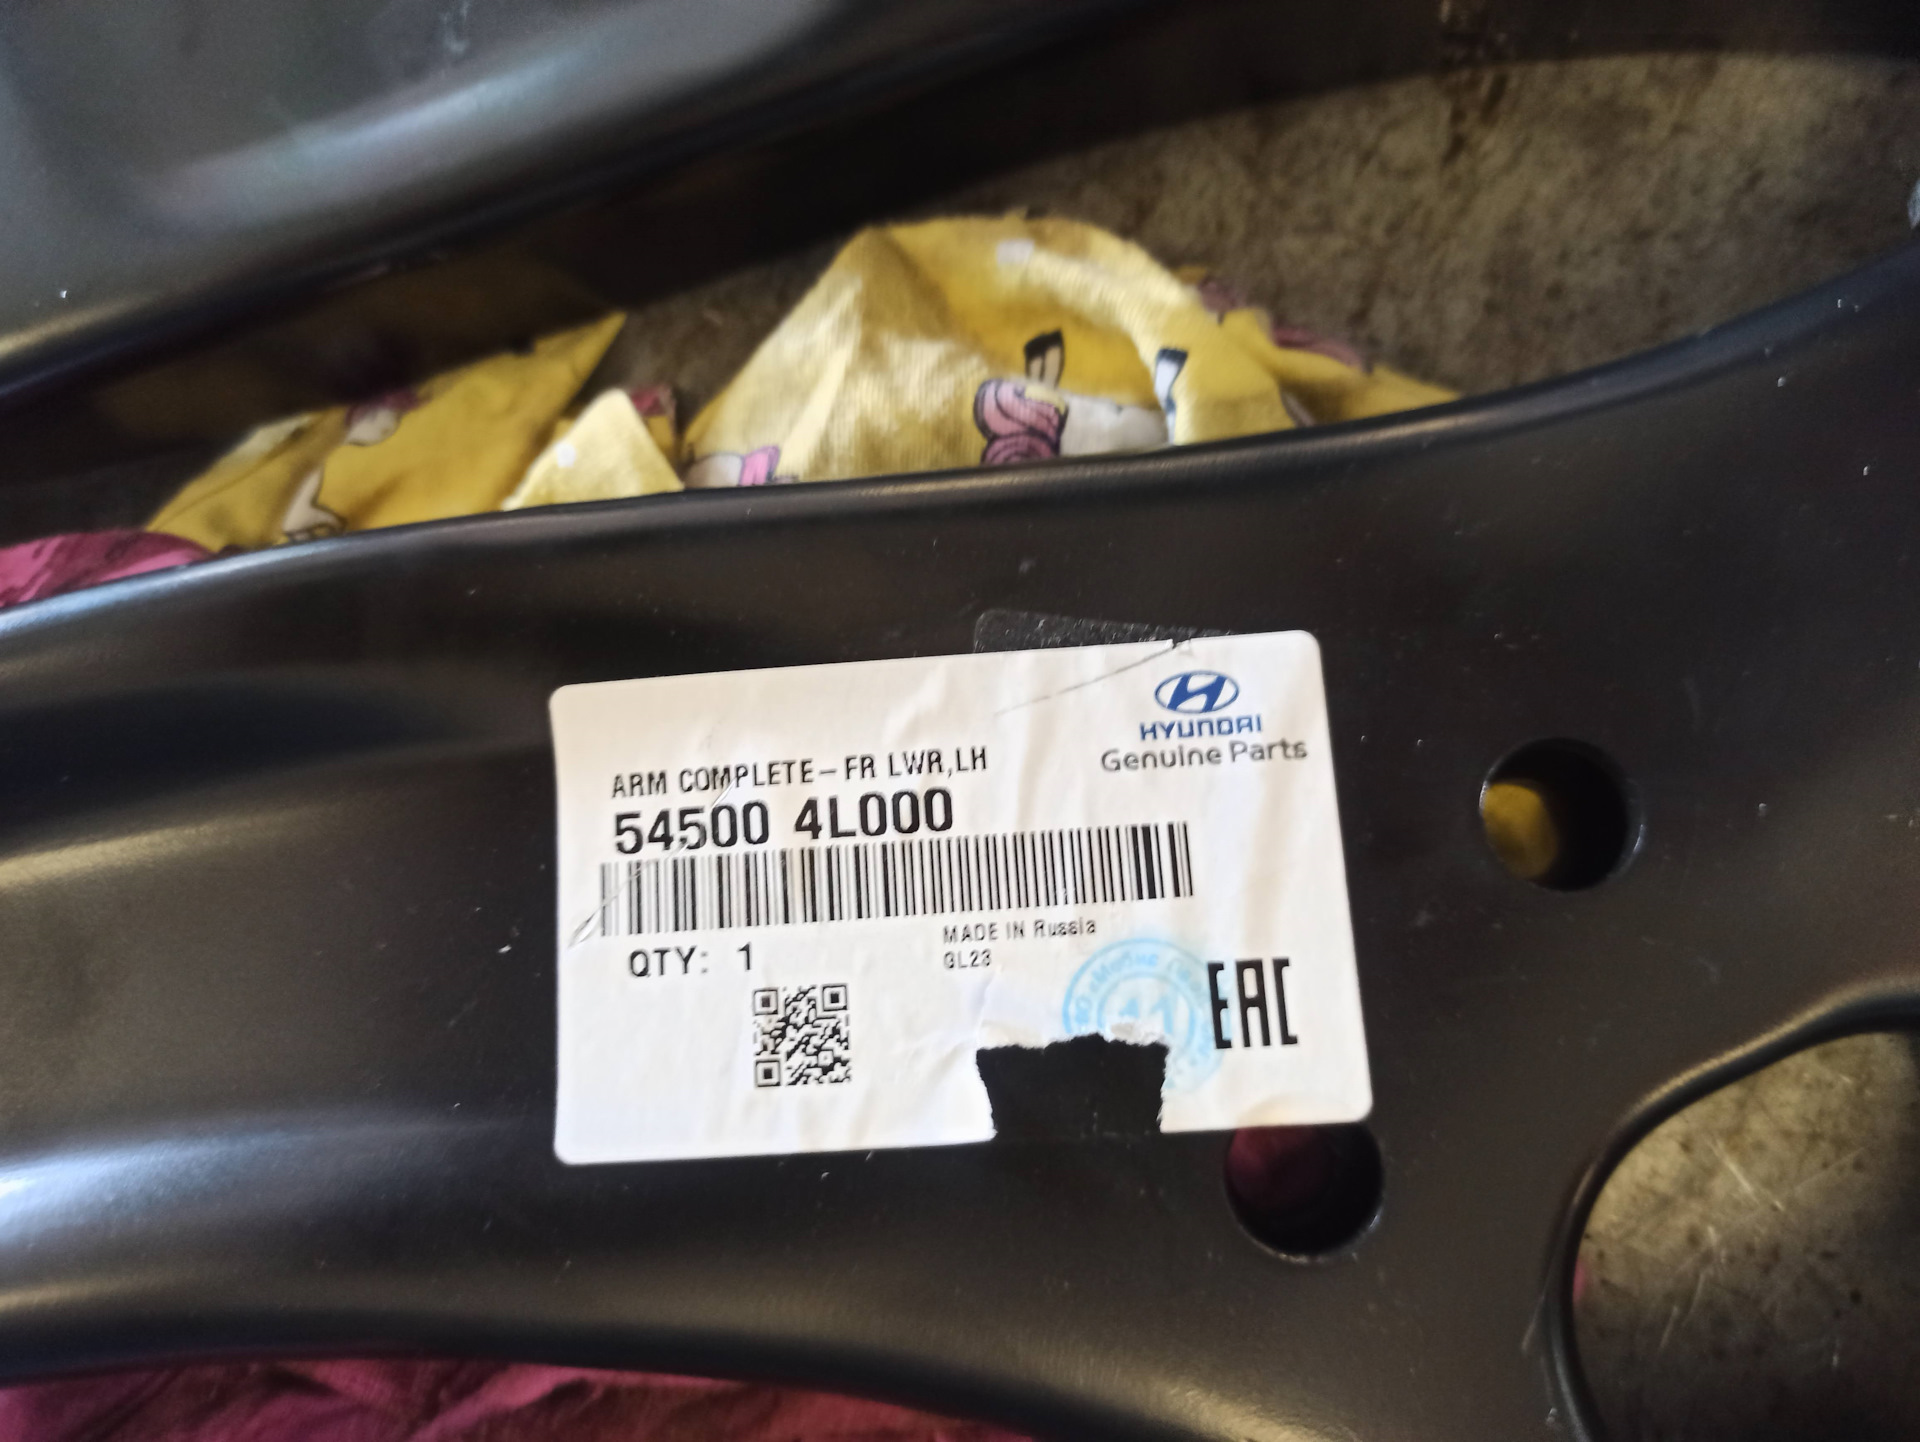 HYUNDAI
Genuine Parts
ARM COMPLETE-FR LWR,LH
54500 4L000
MADE IN Russia
QTY: 1
GL23
EAC